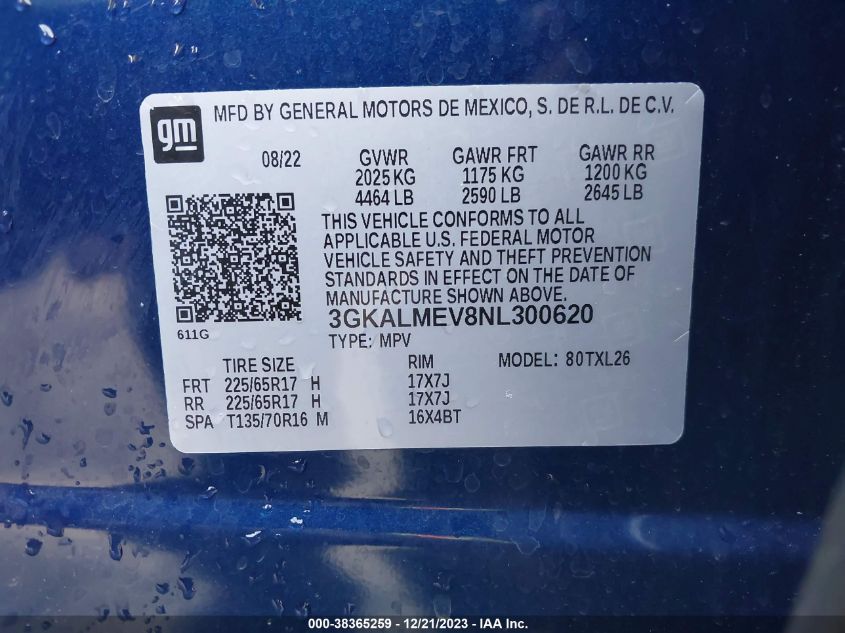 gm
MFD BY GENERAL MOTORS DE MEXICO, S. DE R.L. DE C.V.
08/22 GVWR GAWR FRT GAWR RR
2025 KG 1175 KG 1200 KG
4464 LB 2590 LB 2645 LB
THIS VEHICLE CONFORMS TO ALL
APPLICABLE U.S. FEDERAL MOTOR
VEHICLE SAFETY AND THEFT PREVENTION
STANDARDS IN EFFECT ON THE DATE OF
MANUFACTURE SHOWN ABOVE.
3GKALMEV8NL300620
611G
TYPE: MPV
TIRE SIZE RIM MODEL: 80TXL26
FRT 225/65R17 H 17X7J
RR 225/65R17 H 17X7J
SPA T135/70R16 M 16X4BT
000-38365259 - 12/21/2023 - IAA Inc.